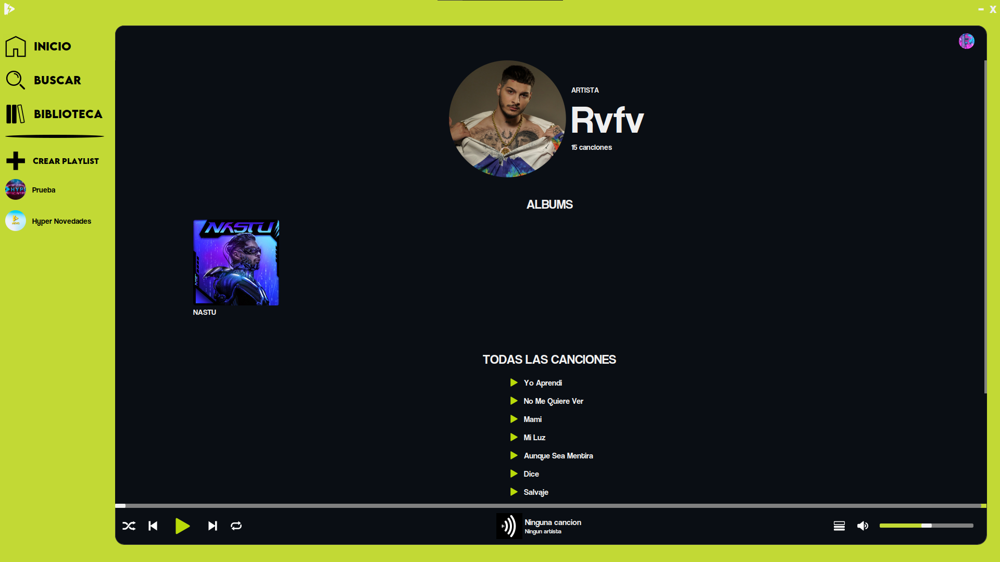 X
INICIO
BUSCAR
BIBLIOTECA
CREAR PLAYLIST
Prueba
Hyper Novedades
ARTISTA
Rvfv
15 canciones
ALBUMS
NASTU
TODAS LAS CANCIONES
Yo Aprendi
No Me Quiere Ver
Mami
Mi Luz
Aunque Sea Mentira
Dice
Salvaje
Ninguna cancion
Ningun artista